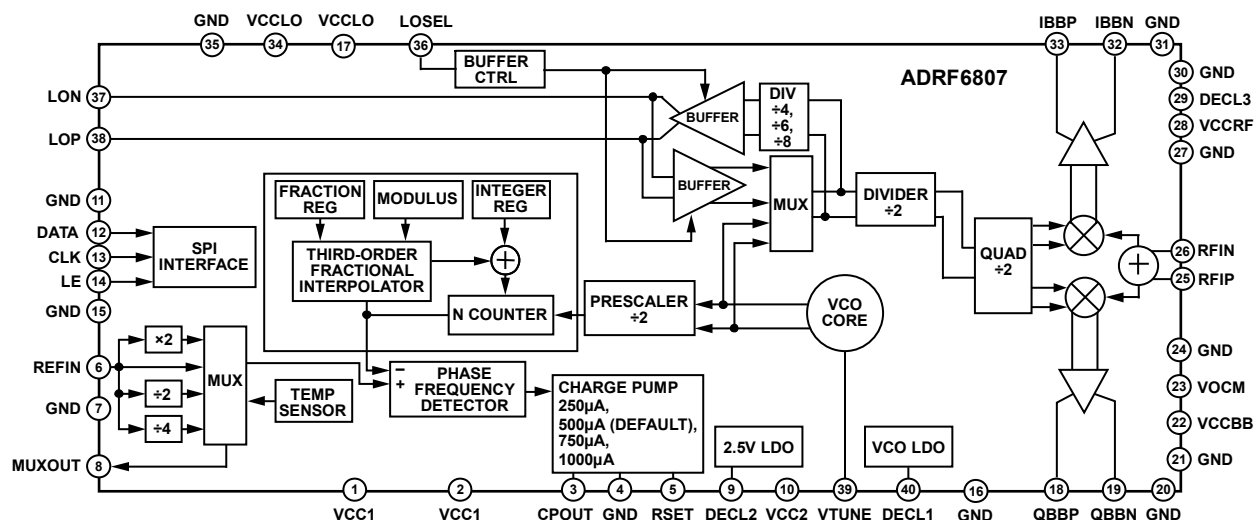 GND VCCLO VCCLO LOSEL IBBP IBBN GND
35 34 17 36 33 32 31
BUFFER
CTRL
ADRF6807
30 GND
29 DECL3
28 VCCRF
27 GND
LON 37
LOP 38
BUFFER
DIV
÷4,
÷6,
÷8
BUFFER
MUX
DIVIDER
÷2
QUAD
÷2
GND 11
DATA 12
CLK 13
LE 14
GND 15
SPI
INTERFACE
FRACTION
REG
MODULUS
INTEGER
REG
THIRD-ORDER
FRACTIONAL
INTERPOLATOR
+
N COUNTER
PRESCALER
÷2
VCO
CORE
+
26 RFIN
25 RFIP
REFIN 6
GND 7
MUXOUT 8
×2
÷2
÷4
MUX
TEMP
SENSOR
−
+
PHASE
FREQUENCY
DETECTOR
CHARGE PUMP
250µA,
500µA (DEFAULT),
750µA,
1000µA
2.5V LDO
VCO LDO
24 GND
23 VOCM
22 VCCBB
21 GND
1 2 3 4 5 9 10 39 40 16 18 19 20
VCC1 VCC1 CPOUT GND RSET DECL2 VCC2 VTUNE DECL1 GND QBBP QBBN GND